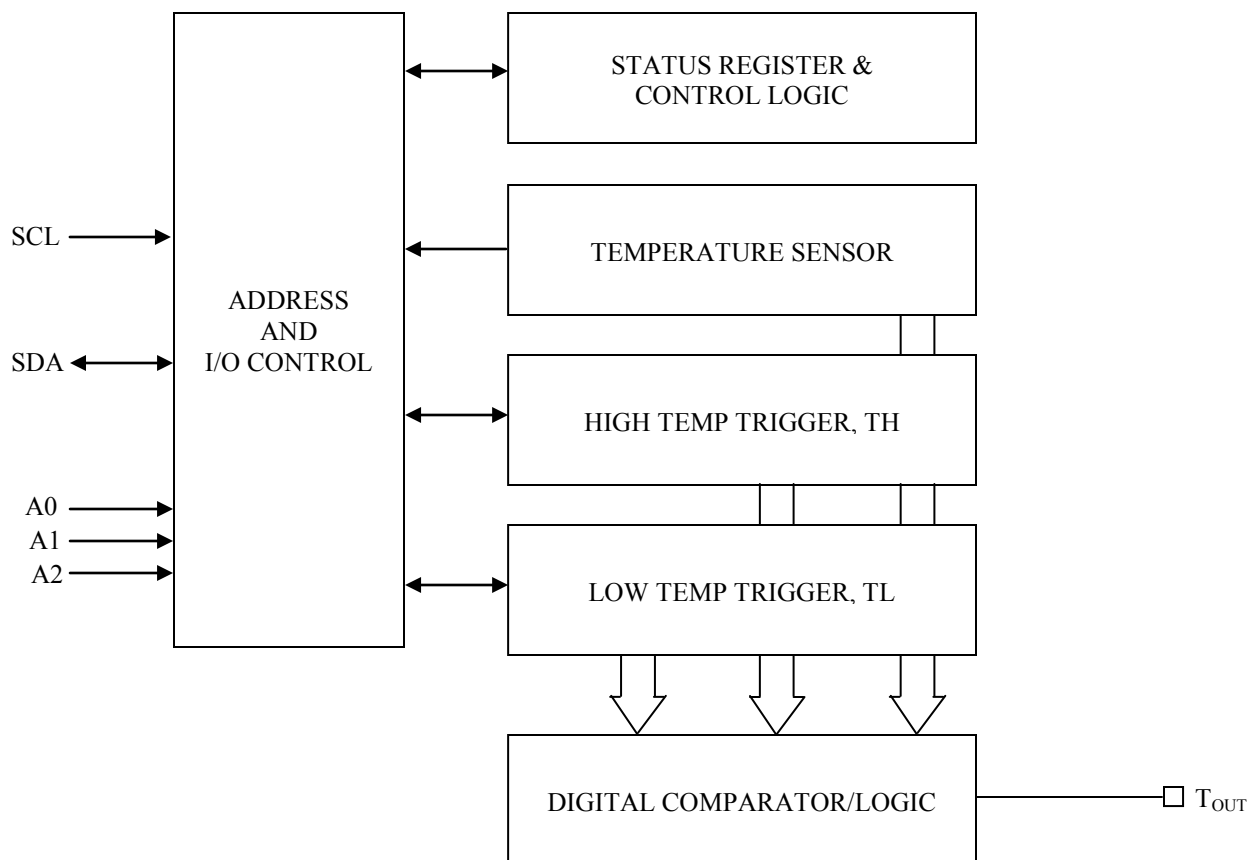 STATUS REGISTER &
CONTROL LOGIC
SCL
TEMPERATURE SENSOR
ADDRESS
AND
I/O CONTROL
SDA
HIGH TEMP TRIGGER, TH
A0
A1
A2
LOW TEMP TRIGGER, TL
DIGITAL COMPARATOR/LOGIC
TOUT